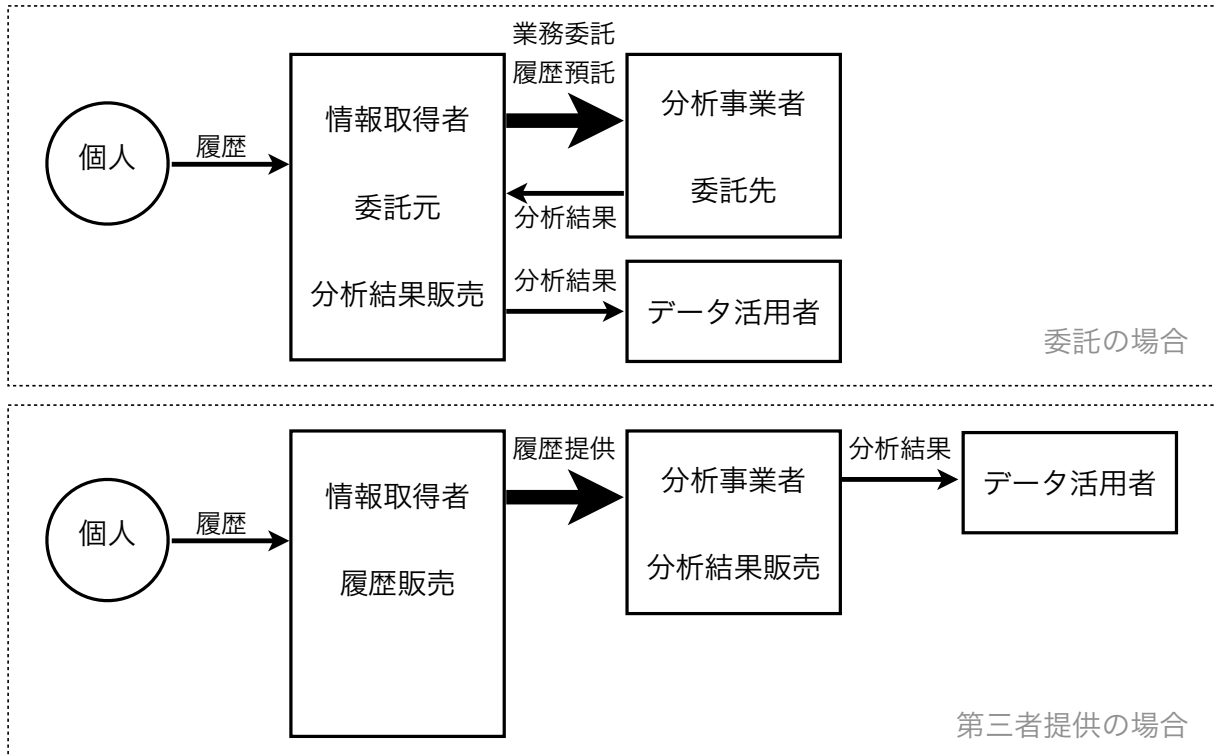 業務委託
履歴預託
個人
履歴
情報取得者
委託元
分析結果販売
分析事業者
委託先
分析結果
分析結果
データ活用者
委託の場合
個人
履歴
情報取得者
履歴販売
履歴提供
分析事業者
分析結果販売
分析結果
データ活用者
第三者提供の場合